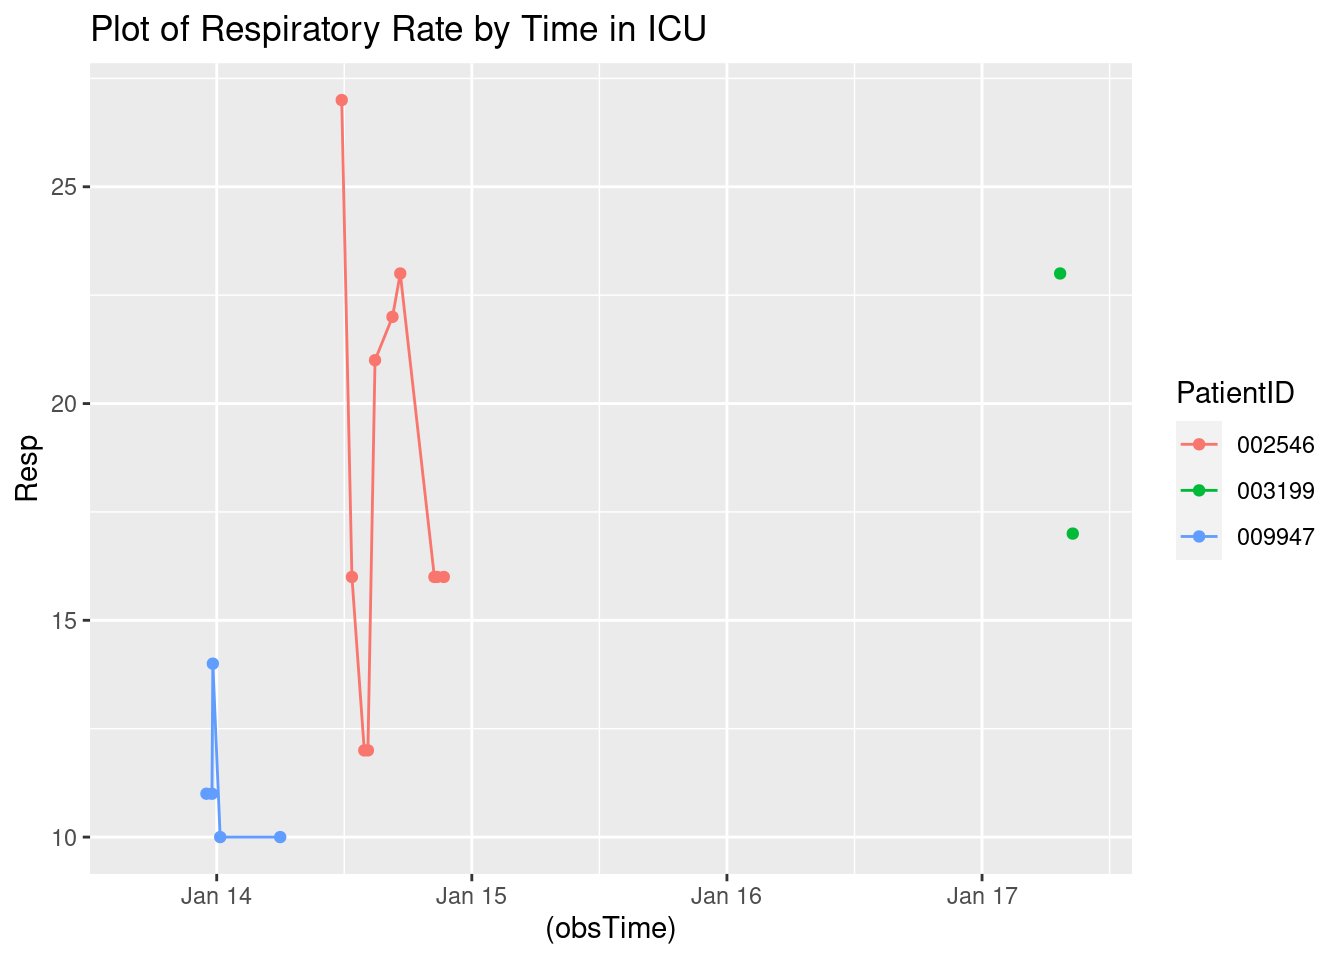 Plot of Respiratory Rate by Time in ICU
25
20
15
10
Resp
Jan 14
Jan 15
Jan 16
Jan 17
(obsTime)
PatientID
002546
003199
009947